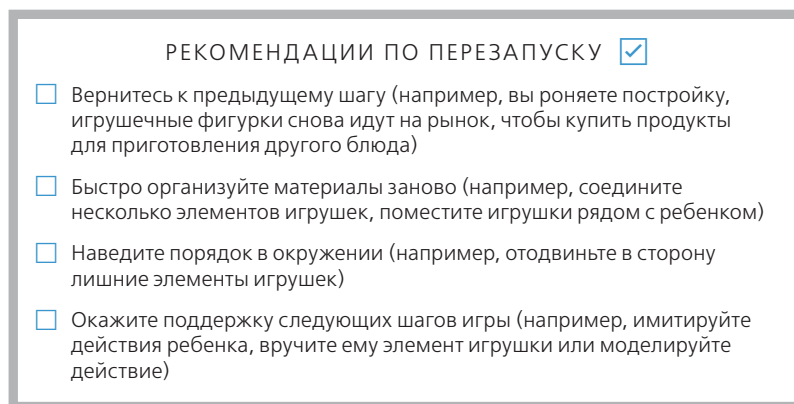 РЕКОМЕНДАЦИИ ПО ПЕРЕЗАПУСКУ
Вернитесь к предыдущему шагу (например, вы роняете постройку,
игрушечные фигурки снова идут на рынок, чтобы купить продукты
для приготовления другого блюда)
Быстро организуйте материалы заново (например, соедините
несколько элементов игрушек, поместите игрушки рядом с ребенком)
Наведите порядок в окружении (например, отодвиньте в сторону
лишние элементы игрушек)
Окажите поддержку следующих шагов игры (например, имитируйте
действия ребенка, вручите ему элемент игрушки или моделируйте
действие)